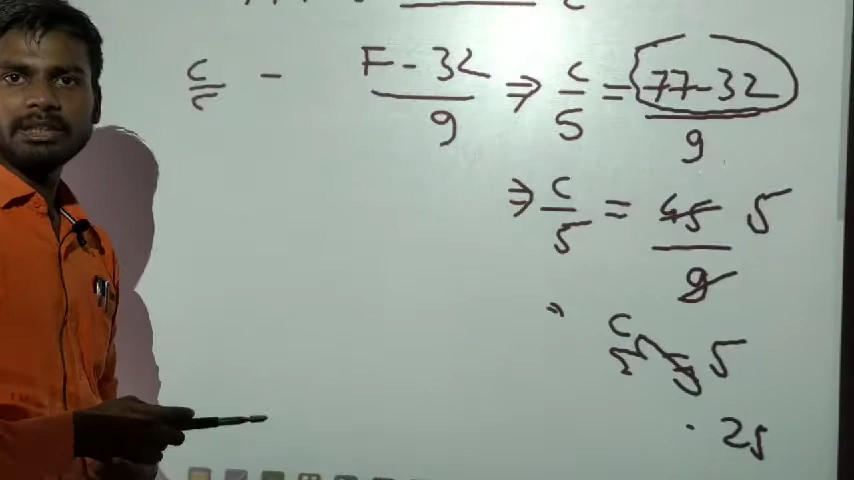 C/5 - F-32/9 ⇒ C/5 = 77-32/9
⇒ C/5 = 45/9 5
⇒ C 5
. 25